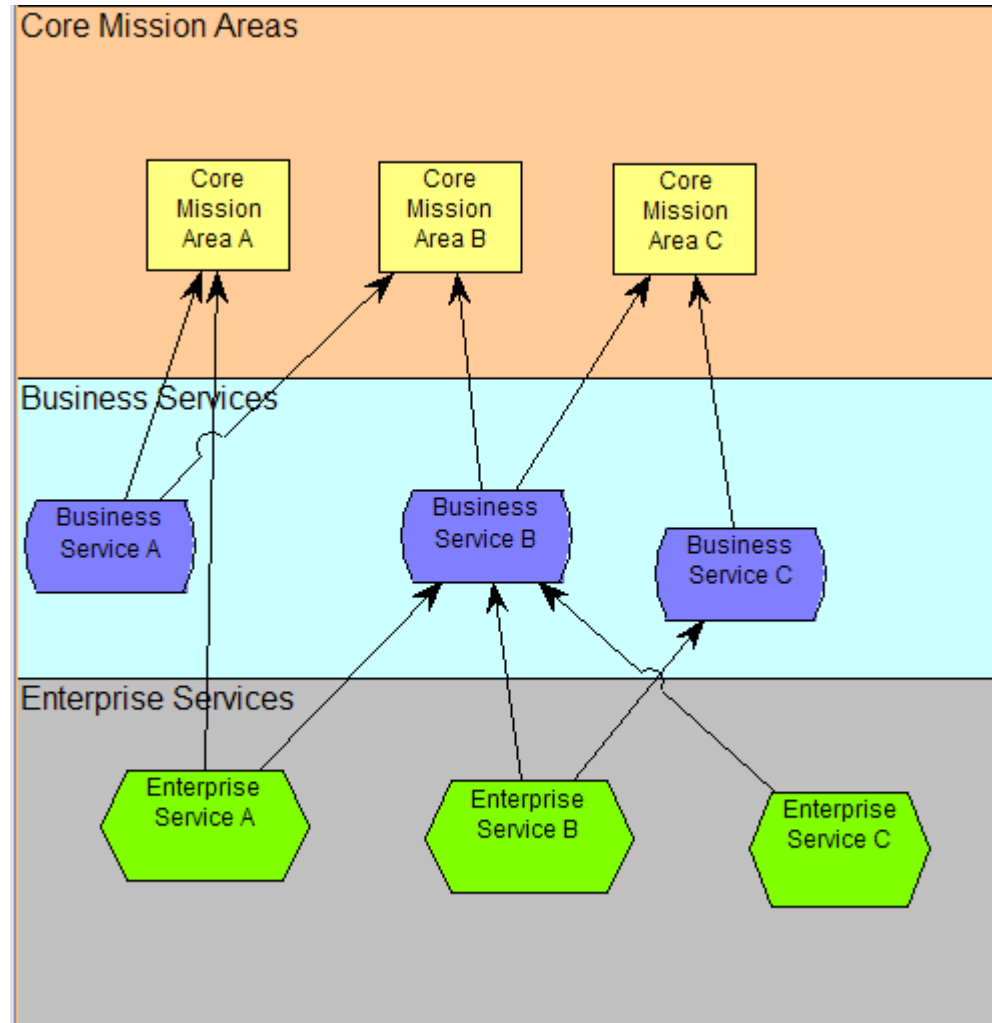 Core Mission Areas
Core
Mission
Area A
Core
Mission
Area B
Core
Mission
Area C
Business Services
Business
Service A
Business
Service B
Business
Service C
Enterprise Services
Enterprise
Service A
Enterprise
Service B
Enterprise
Service C